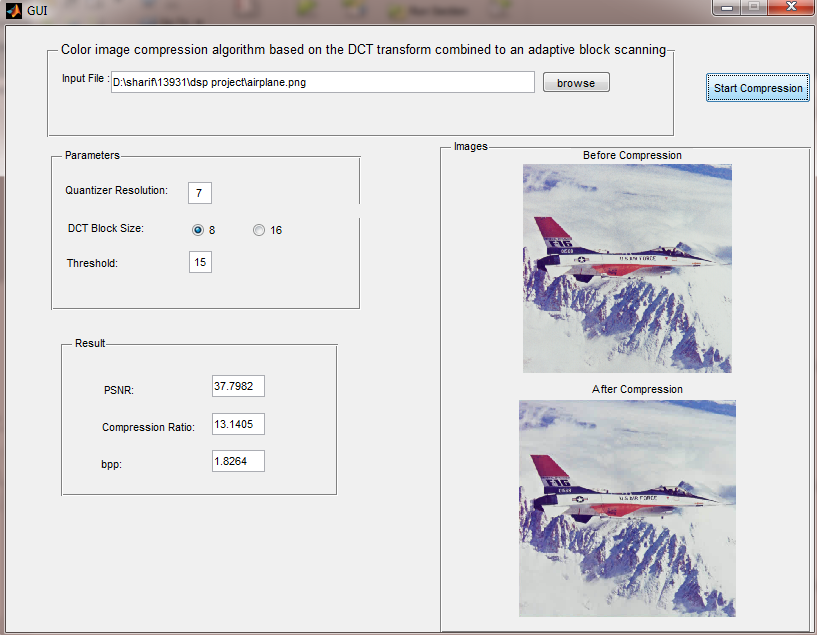 GUI
Color image compression algorithm based on the DCT transform combined to an adaptive block scanning
Input File :
D:\sharif\13931\dsp project\airplane.png
browse
Start Compression
Parameters
Quantizer Resolution:
7
DCT Block Size:
8
16
Threshold:
15
Result
PSNR:
37.7982
Compression Ratio:
13.1405
bpp:
1.8264
Images
Before Compression
F16
U.S. AIR FORCE
After Compression
F16
U.S. AIR FORCE